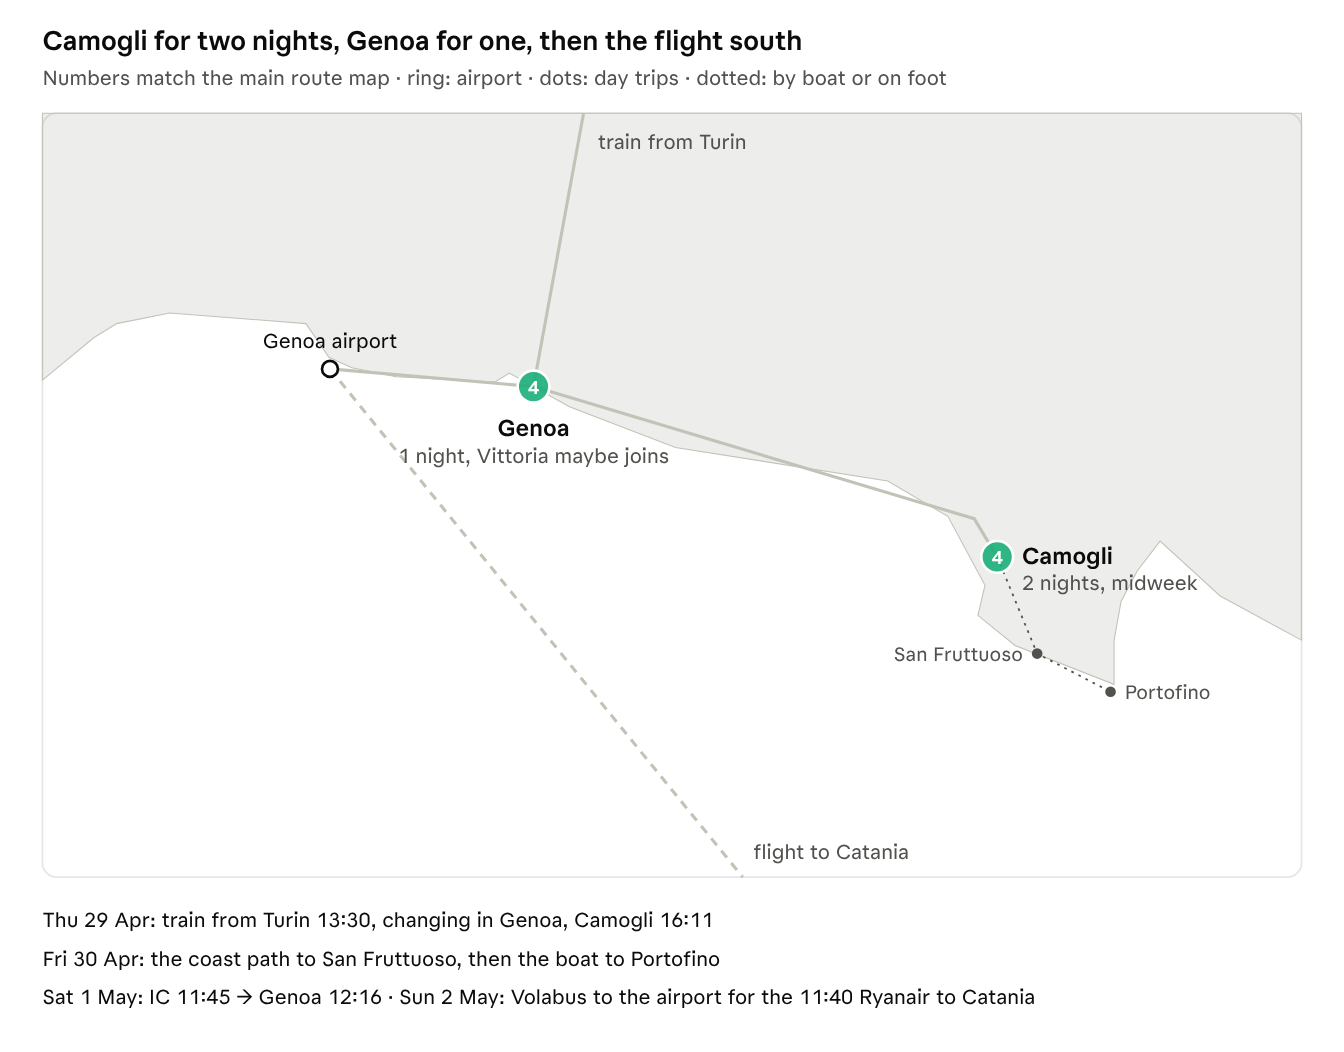 Camogli for two nights, Genoa for one, then the flight south
Numbers match the main route map · ring: airport · dots: day trips · dotted: by boat or on foot
train from Turin
Genoa airport
4
Genoa
1 night, Vittoria maybe joins
4
Camogli
2 nights, midweek
San Fruttuoso
Portofino
flight to Catania
Thu 29 Apr: train from Turin 13:30, changing in Genoa, Camogli 16:11
Fri 30 Apr: the coast path to San Fruttuoso, then the boat to Portofino
Sat 1 May: IC 11:45 → Genoa 12:16 · Sun 2 May: Volabus to the airport for the 11:40 Ryanair to Catania